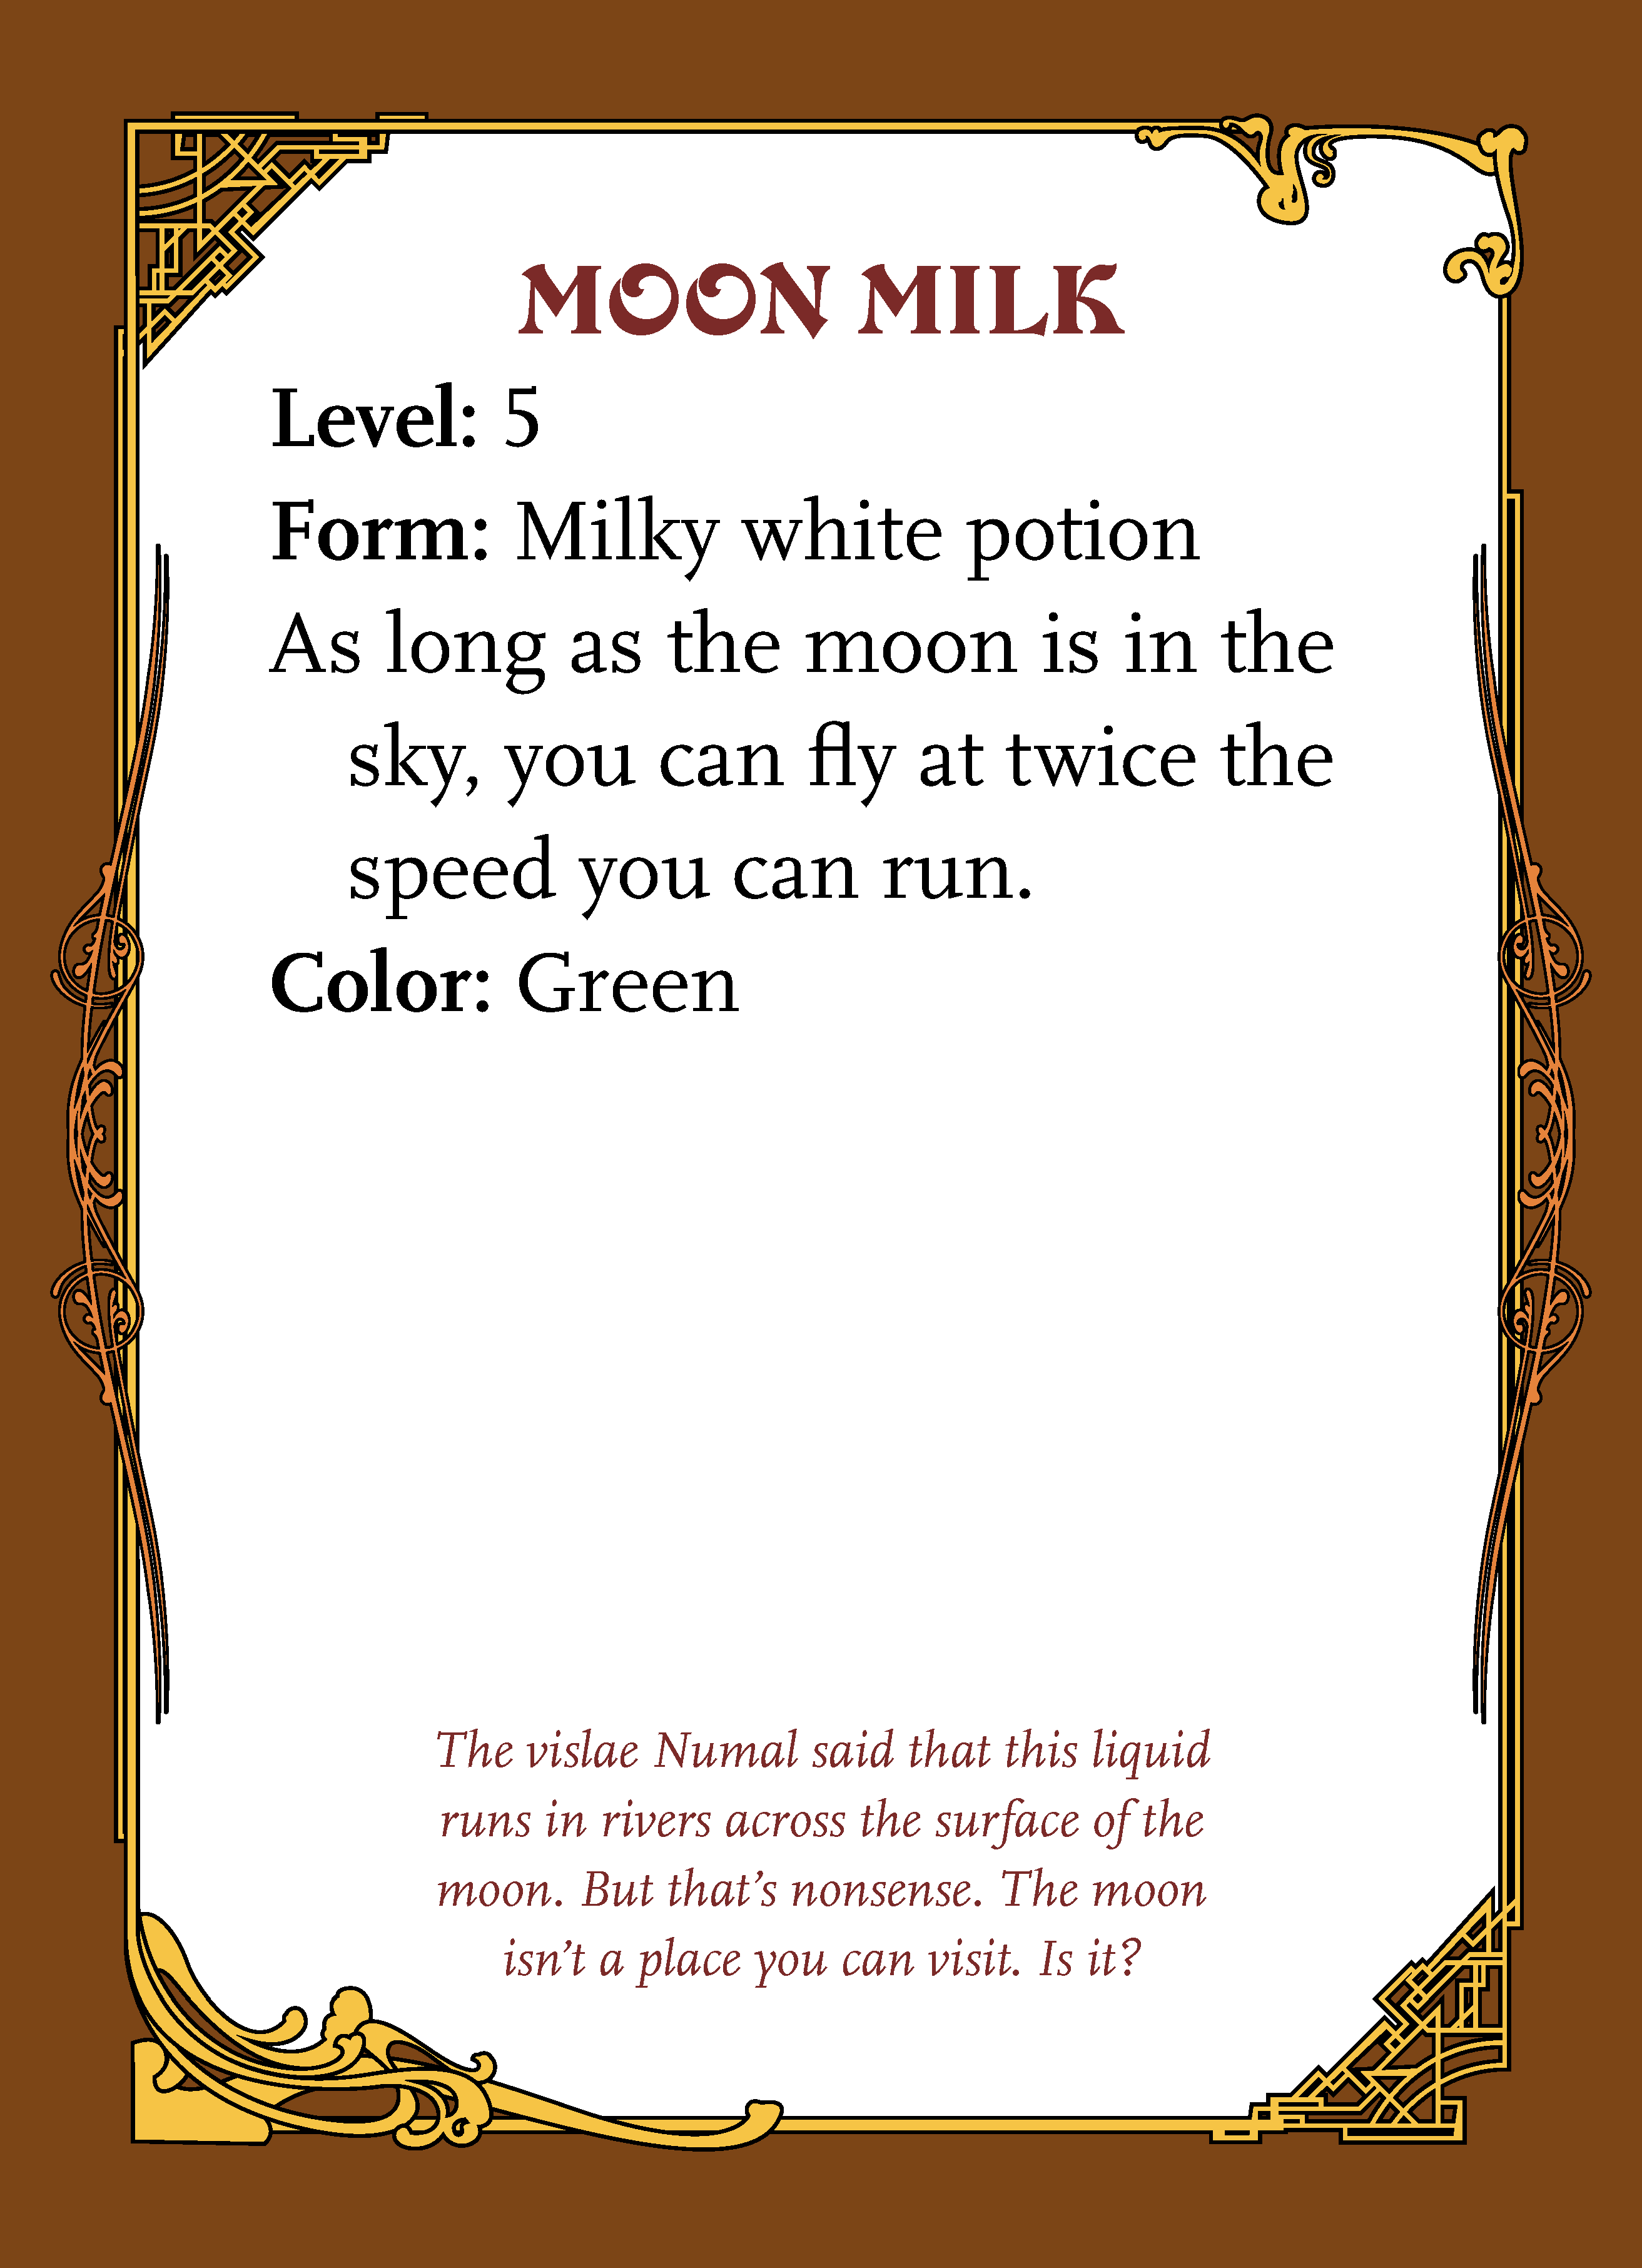 MOON MILK
Level: 5
Form: Milky white potion
As long as the moon is in the
sky, you can fly at twice the
speed you can run.
Color: Green
The vislae Numal said that this liquid
runs in rivers across the surface of the
moon. But that’s nonsense. The moon
isn’t a place you can visit. Is it?